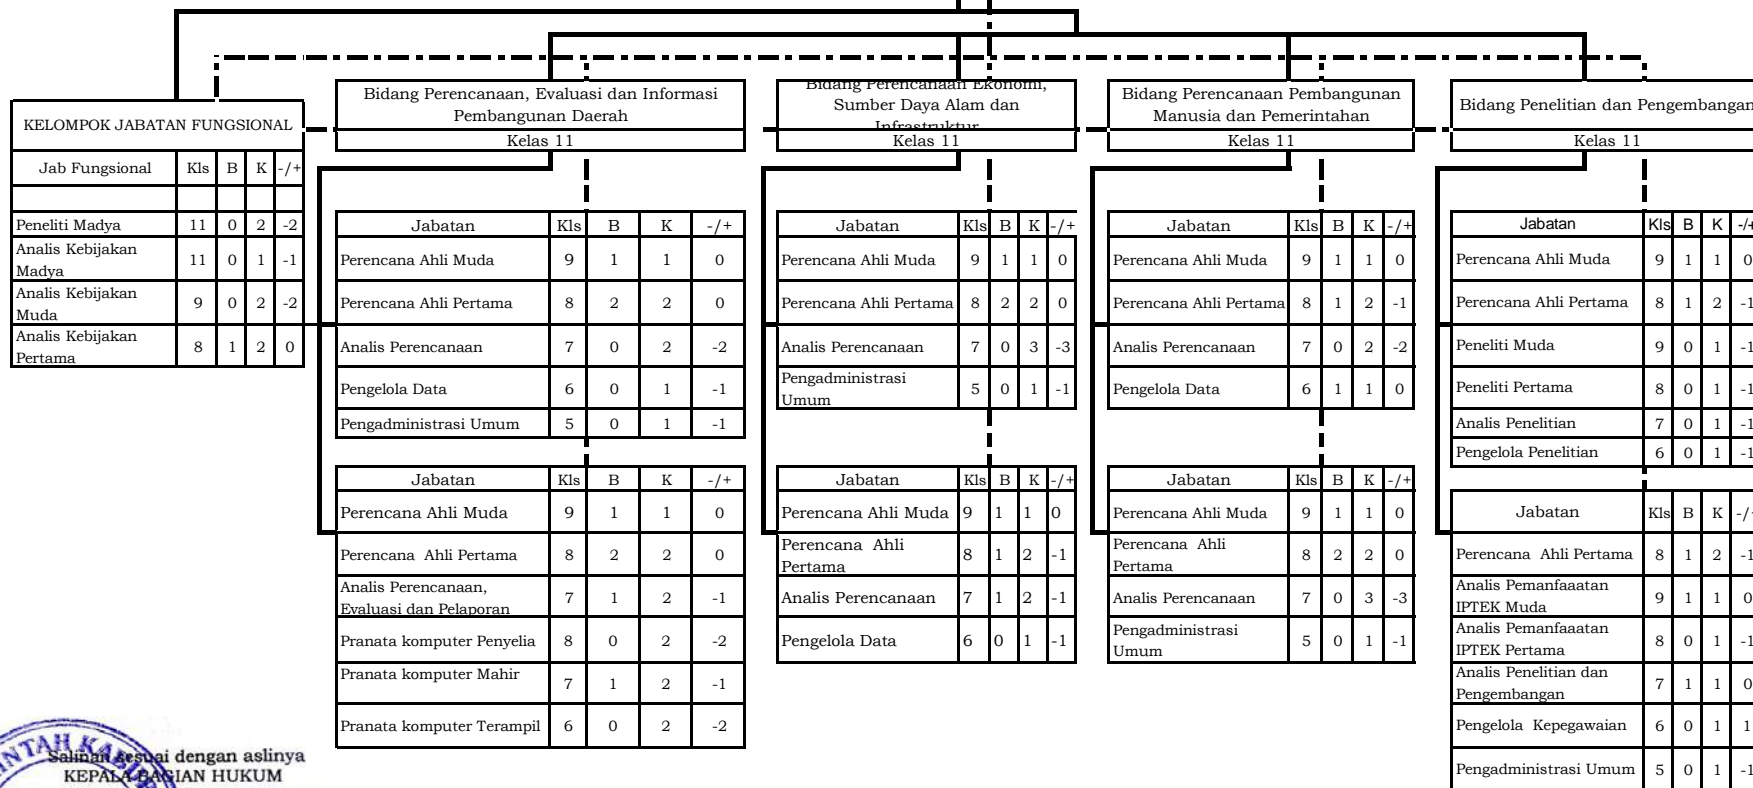 KELOMPOK JABATAN FUNGSIONAL
Jab Fungsional Kls B K -/+
Peneliti Madya 11 0 2 -2
Analis Kebijakan
Madya 11 0 1 -1
Analis Kebijakan
Muda 9 0 2 -2
Analis Kebijakan
Pertama 8 1 2 0
Bidang Perencanaan, Evaluasi dan Informasi
Pembangunan Daerah
Kelas 11
Jabatan Kls B K -/+
Perencana Ahli Muda 9 1 1 0
Perencana Ahli Pertama 8 2 2 0
Analis Perencanaan 7 0 2 -2
Pengelola Data 6 0 1 -1
Pengadministrasi Umum 5 0 1 -1
Jabatan Kls B K -/+
Perencana Ahli Muda 9 1 1 0
Perencana Ahli Pertama 8 2 2 0
Analis Perencanaan,
Evaluasi dan Pelaporan 7 1 2 -1
Pranata komputer Penyelia 8 0 2 -2
Pranata komputer Mahir 7 1 2 -1
Pranata komputer Terampil 6 0 2 -2
Bidang Perencanaan Ekonomi,
Sumber Daya Alam dan
Infrastruktur
Kelas 11
Jabatan Kls B K -/+
Perencana Ahli Muda 9 1 1 0
Perencana Ahli Pertama 8 2 2 0
Analis Perencanaan 7 0 3 -3
Pengadministrasi
Umum 5 0 1 -1
Jabatan Kls B K -/+
Perencana Ahli Muda 9 1 1 0
Perencana Ahli
Pertama 8 1 2 -1
Analis Perencanaan 7 1 2 -1
Pengelola Data 6 0 1 -1
Bidang Perencanaan Pembangunan
Manusia dan Pemerintahan
Kelas 11
Jabatan Kls B K -/+
Perencana Ahli Muda 9 1 1 0
Perencana Ahli Pertama 8 1 2 -1
Analis Perencanaan 7 0 2 -2
Pengelola Data 6 1 1 0
Jabatan Kls B K -/+
Perencana Ahli Muda 9 1 1 0
Perencana Ahli
Pertama 8 2 2 0
Analis Perencanaan 7 0 3 -3
Pengadministrasi
Umum 5 0 1 -1
Bidang Penelitian dan Pengembangan
Kelas 11
Jabatan Kls B K -/+
Perencana Ahli Muda 9 1 1 0
Perencana Ahli Pertama 8 1 2 -1
Peneliti Muda 9 0 1 -1
Peneliti Pertama 8 0 1 -1
Analis Penelitian 7 0 1 -1
Pengelola Penelitian 6 0 1 -1
Jabatan Kls B K -/
Perencana Ahli Pertama 8 1 2 -1
Analis Pemanfaaatan
IPTEK Muda 9 1 1 0
Analis Pemanfaaatan
IPTEK Pertama 8 0 1 -1
Analis Penelitian dan
Pengembangan 7 1 1 0
Pengelola Kepegawaian 6 0 1 1
Pengadministrasi Umum 5 0 1 -1
Salinan sesuai dengan aslinya
KEPALA BAGIAN HUKUM